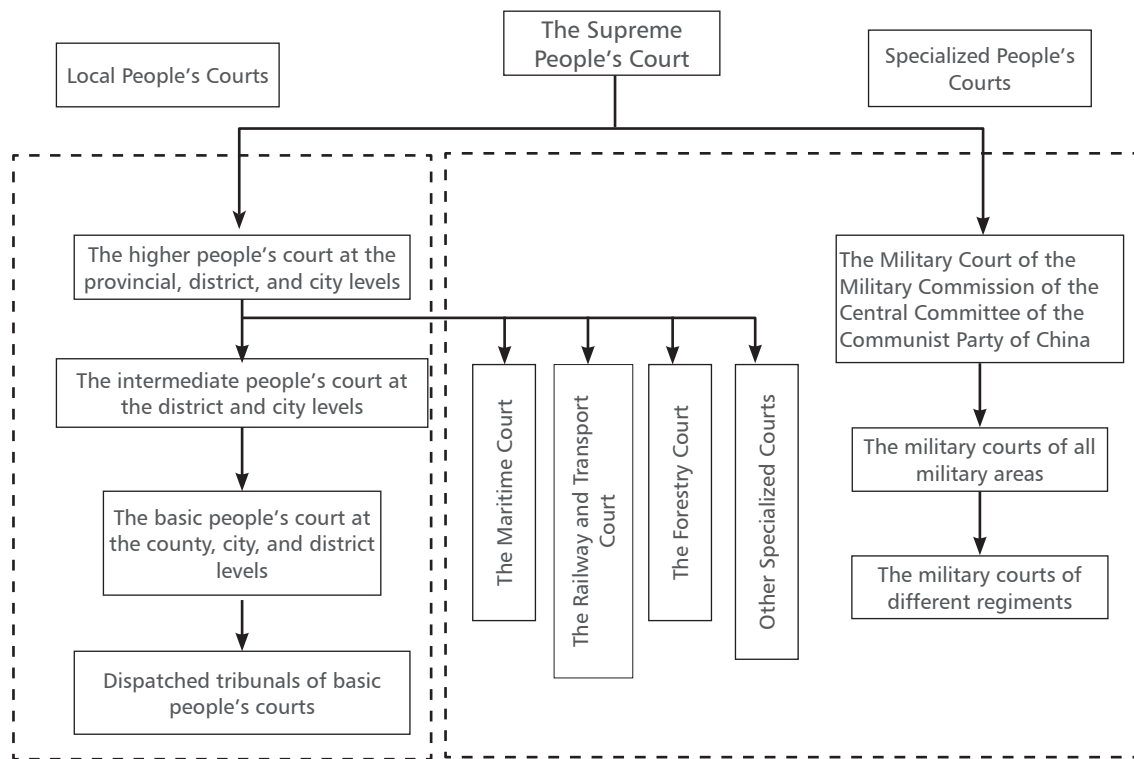 The Supreme
People’s Court
Local People’s Courts
Specialized People’s
Courts
The higher people’s court at the
provincial, district, and city levels
The intermediate people’s court at
the district and city levels
The basic people’s court at
the county, city, and district
levels
Dispatched tribunals of basic
people’s courts
The Maritime Court
The Railway and Transport
Court
The Forestry Court
Other Specialized Courts
The Military Court of the
Military Commission of the
Central Committee of the
Communist Party of China
The military courts of all
military areas
The military courts of
different regiments